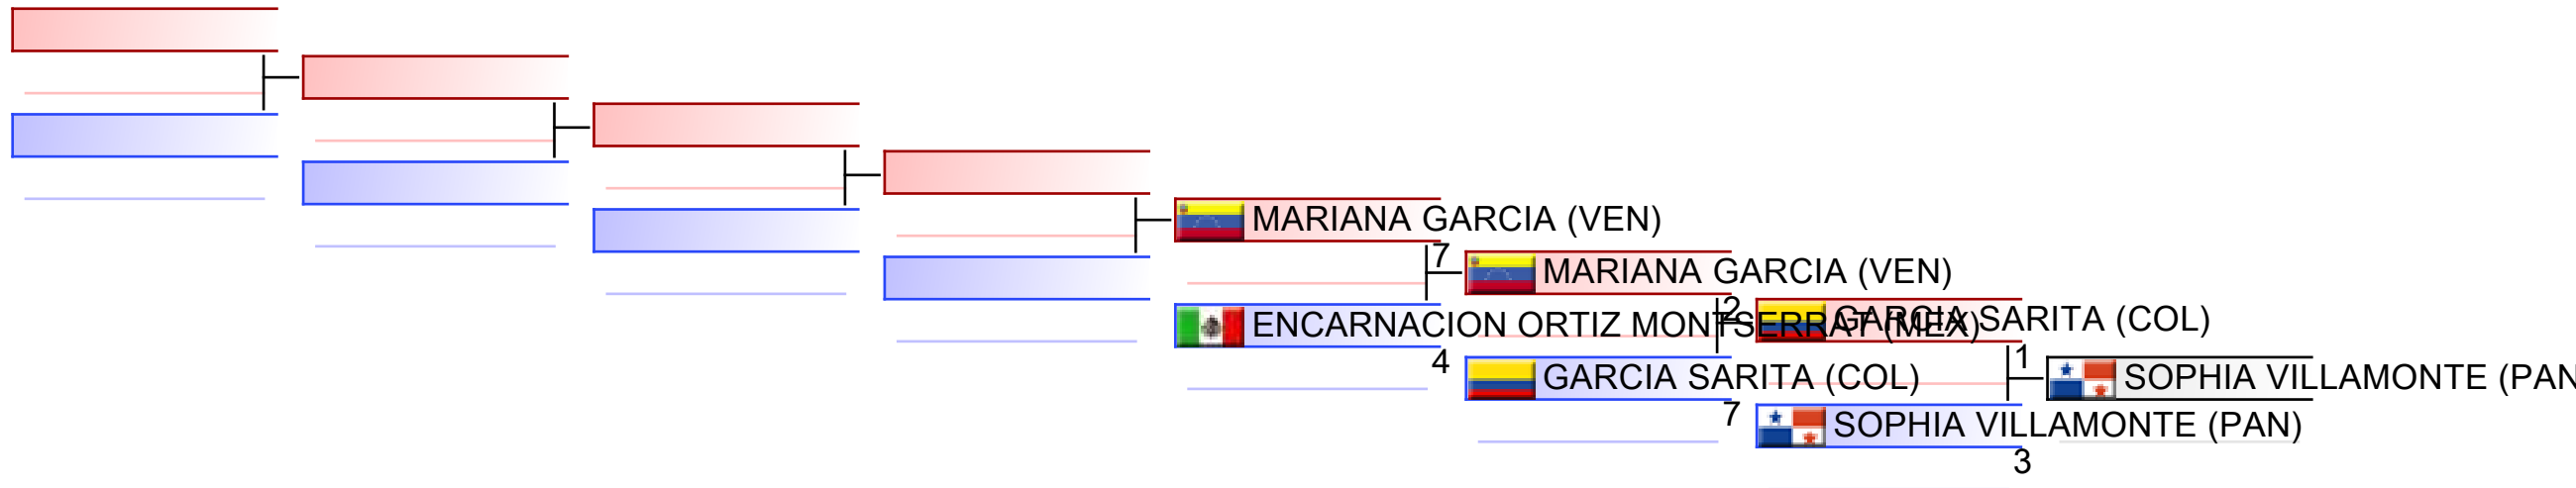 MARIANA GARCIA (VEN)
7
MARIANA GARCIA (VEN)
2
ENCARNACION ORTIZ MONTSERRAT (MEX)
GARCIA SARITA (COL)
4
1
GARCIA SARITA (COL)
SOPHIA VILLAMONTE (PAN
7
SOPHIA VILLAMONTE (PAN)
3